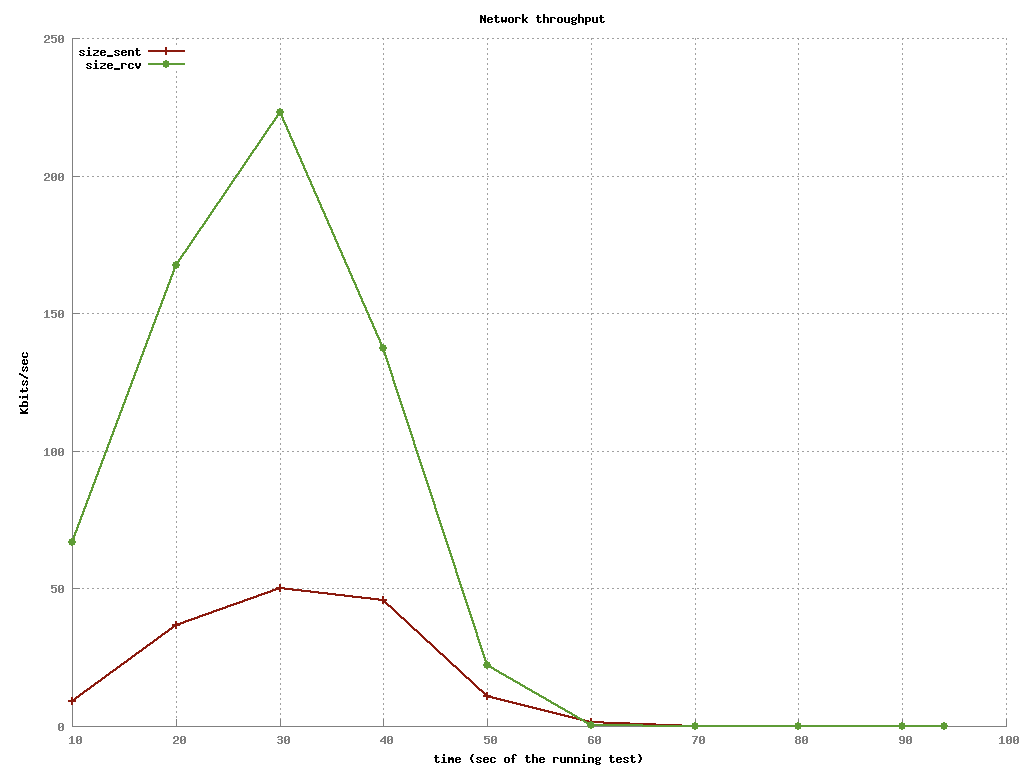 Network throughput
250
size_sent
size_rcv
200
150
Kbits/sec
100
50
0
10 20 30 40 50 60 70 80 90 100
time (sec of the running test)